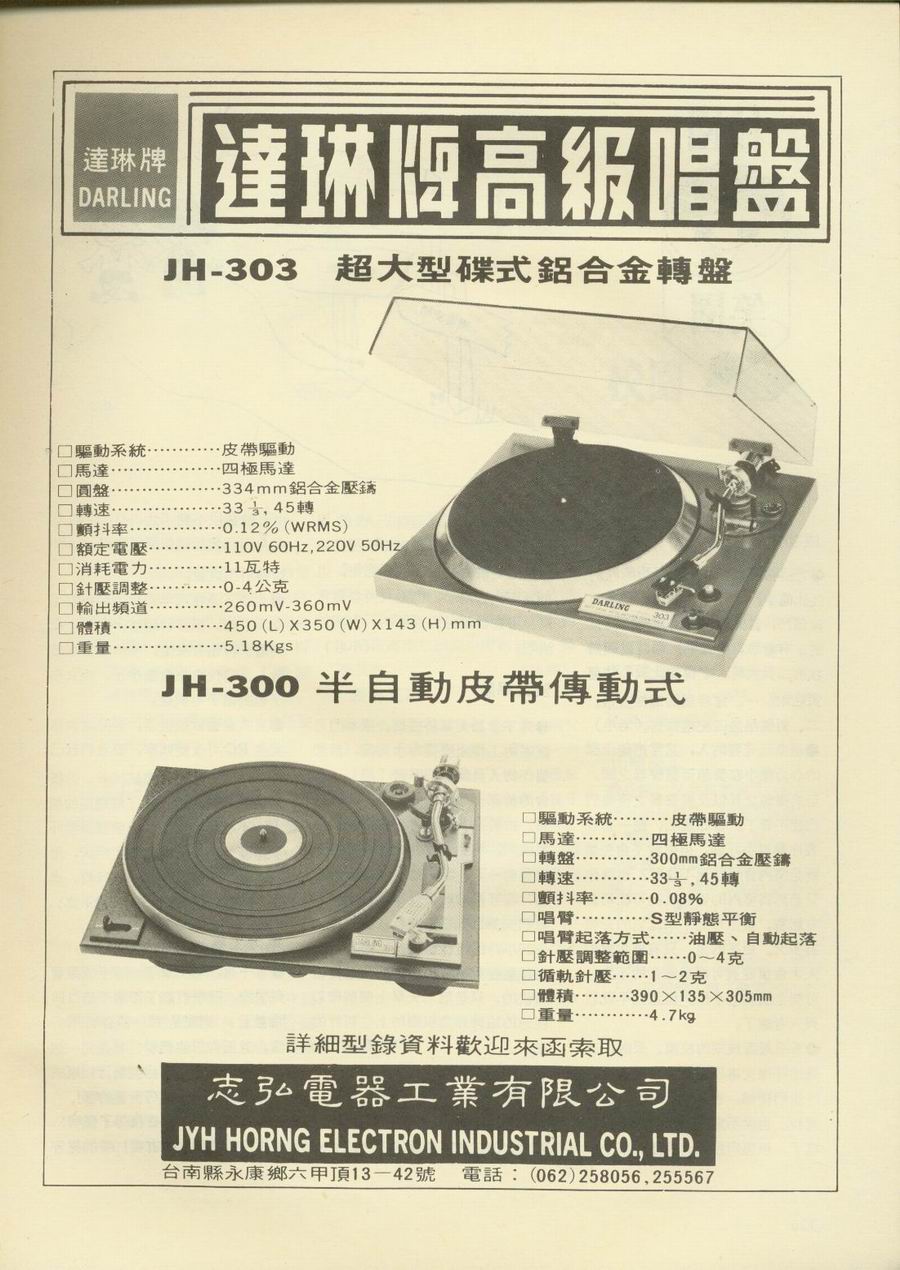 達琳牌
DARLING
達琳牌高級唱盤
JH-303 超大型碟式鋁合金轉盤
□驅動系統···········皮帶驅動
□馬達················四極馬達
□圓盤················334mm鋁合金壓鑄
□轉速················33 1/3, 45轉
□顫抖率·············0.12% (WRMS)
□額定電壓···········110V 60Hz,220V 50Hz
□消耗電力···········11瓦特
□針壓調整···········0-4公克
□輸出頻道···········260mV-360mV
□體積················450 (L) X350 (W) X143 (H) mm
□重量················5.18Kgs
DARLING 303
JH-300 半自動皮帶傳動式
□驅動系統·········皮帶驅動
□馬達···········四極馬達
□轉盤···········300mm鋁合金壓鑄
□轉速···········33 1/3, 45轉
□顫抖率········0.08%
□唱臂···········S型靜態平衡
□唱臂起落方式······油壓、自動起落
□針壓調整範圍······0～4克
□循軌針壓······1～2克
□體積········390×135×305mm
□重量···········4.7kg
DARLING
詳細型錄資料歡迎來函索取
志弘電器工業有限公司
JYH HORNG ELECTRON INDUSTRIAL CO., LTD.
台南縣永康鄉六甲頂13－42號 電話：(062)258056,255567